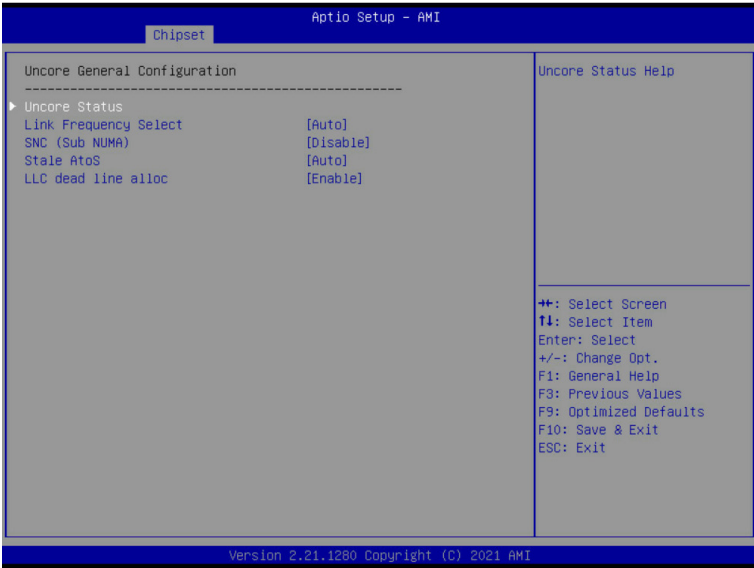 Aptio Setup – AMI
Chipset
Uncore General Configuration
--------------------------------------------------
Uncore Status
Link Frequency Select [Auto]
SNC (Sub NUMA) [Disable]
Stale AtoS [Auto]
LLC dead line alloc [Enable]
Uncore Status Help
→←: Select Screen
↑↓: Select Item
Enter: Select
+/-: Change Opt.
F1: General Help
F3: Previous Values
F9: Optimized Defaults
F10: Save & Exit
ESC: Exit
Version 2.21.1280 Copyright (C) 2021 AMI